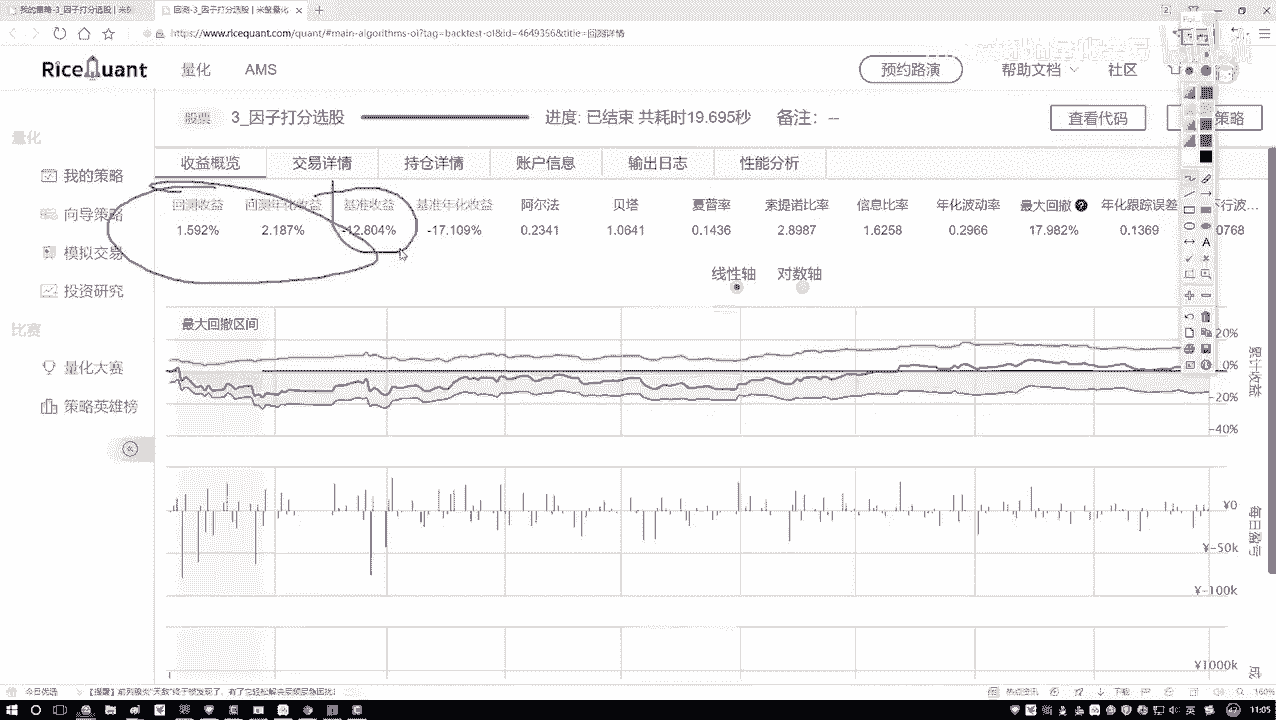 我的策略-3_因子打分选股 | 米筐
回测-3_因子打分选股 | 米筐量化
https://www.ricequant.com/quant/#main-algorithms-ol?tag=backtest-ol&id=4649356&title=回测详情
RiceQuant
量化
AMS
预约路演
帮助文档
社区
量化
我的策略
向导策略
模拟交易
投资研究
比赛
量化大赛
策略英雄榜
股票 3_因子打分选股
进度: 已结束 共耗时19.695秒
备注: --
查看代码
策略
收益概览 交易详情 持仓详情 账户信息 输出日志 性能分析
回测收益 回测年化收益 基准收益 基准年化收益 阿尔法 贝塔 夏普率 索提诺比率 信息比率 年化波动率 最大回撤 年化跟踪误差 下行波...
1.592% 2.187% -12.804% -17.109% 0.2341 1.0641 0.1436 2.8987 1.6258 0.2966 17.982% 0.1369 0768
线性轴 对数轴
最大回撤区间
20%
0%
-20%
-40%
累计收益
¥0
¥-50k
¥-100k
每日盈亏
¥1000k
今日优选
11:05